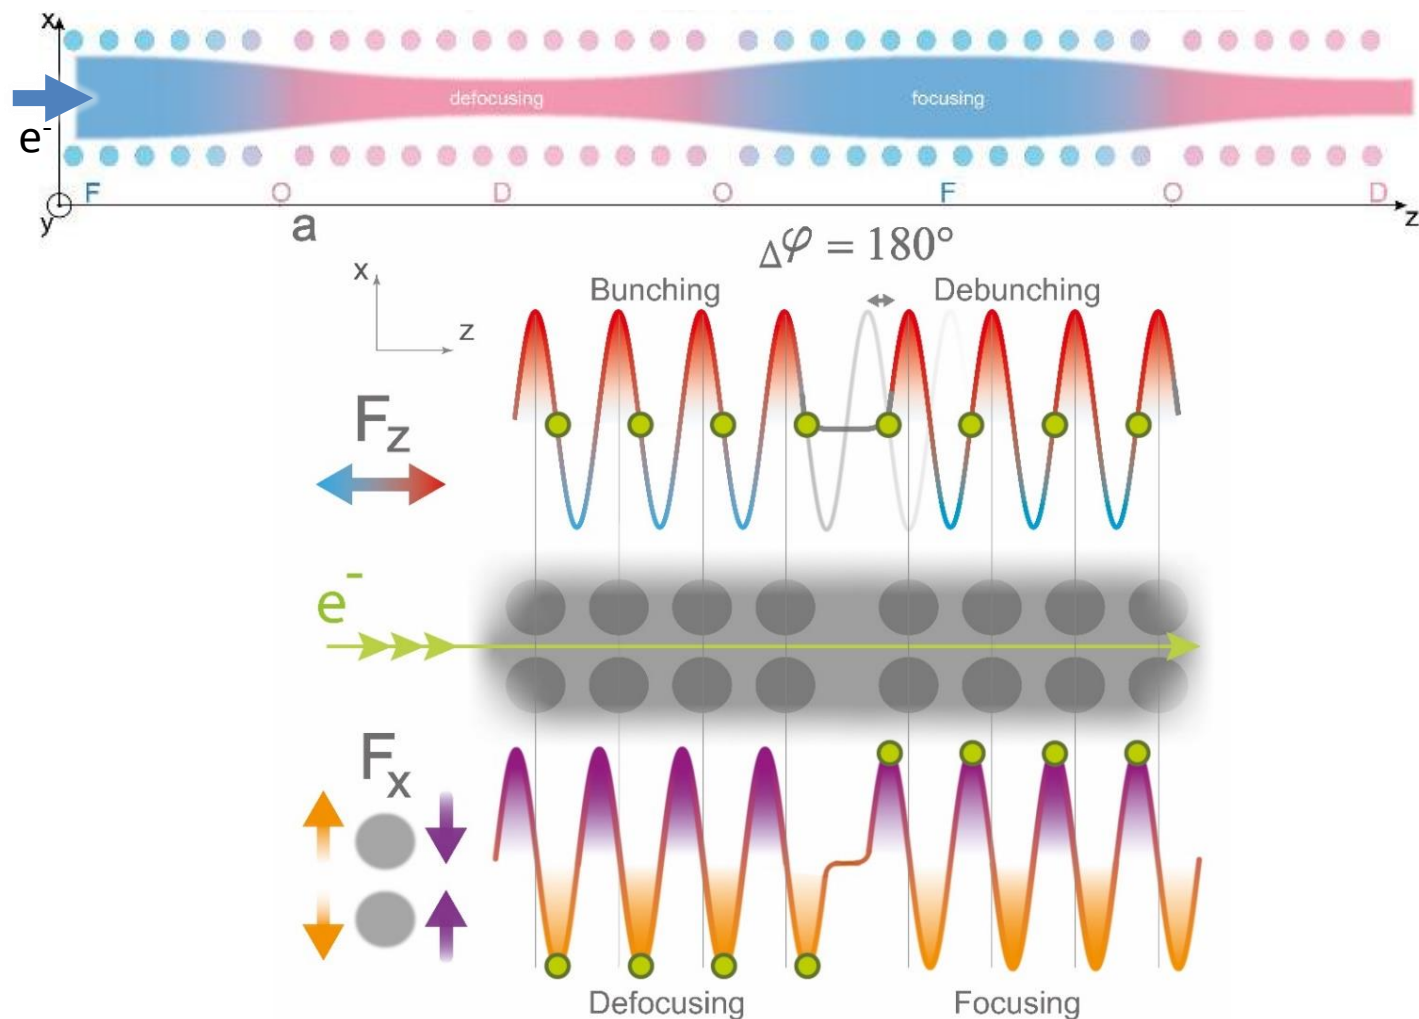 x
defocusing
focusing
e-
F
O
D
O
F
O
D
y
z
a
Δφ = 180°
x
Bunching
Debunching
z
Fz
e-
Fx
Defocusing
Focusing